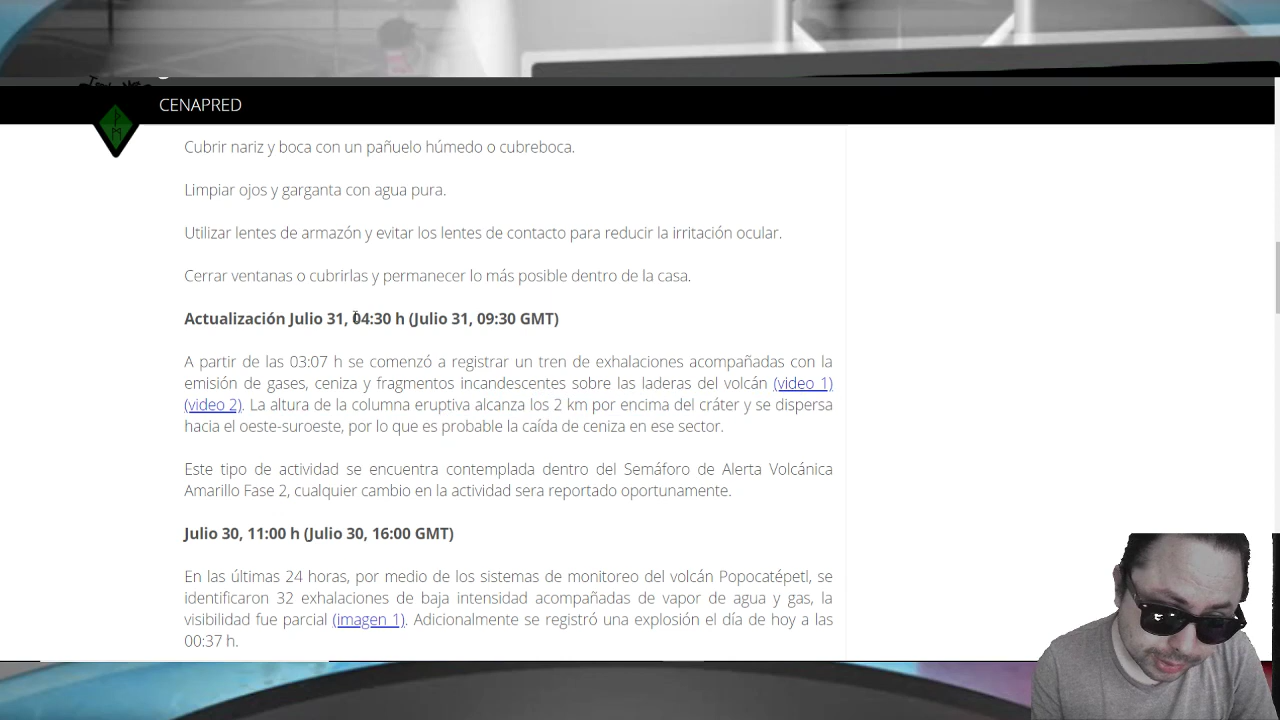 CENAPRED
Cubrir nariz y boca con un pañuelo húmedo o cubreboca.
Limpiar ojos y garganta con agua pura.
Utilizar lentes de armazón y evitar los lentes de contacto para reducir la irritación ocular.
Cerrar ventanas o cubrirlas y permanecer lo más posible dentro de la casa.
Actualización Julio 31, 04:30 h (Julio 31, 09:30 GMT)
A partir de las 03:07 h se comenzó a registrar un tren de exhalaciones acompañadas con la
emisión de gases, ceniza y fragmentos incandescentes sobre las laderas del volcán (video 1)
(video 2). La altura de la columna eruptiva alcanza los 2 km por encima del cráter y se dispersa
hacia el oeste-suroeste, por lo que es probable la caída de ceniza en ese sector.
Este tipo de actividad se encuentra contemplada dentro del Semáforo de Alerta Volcánica
Amarillo Fase 2, cualquier cambio en la actividad sera reportado oportunamente.
Julio 30, 11:00 h (Julio 30, 16:00 GMT)
En las últimas 24 horas, por medio de los sistemas de monitoreo del volcán Popocatépetl, se
identificaron 32 exhalaciones de baja intensidad acompañadas de vapor de agua y gas, la
visibilidad fue parcial (imagen 1). Adicionalmente se registró una explosión el día de hoy a las
00:37 h.